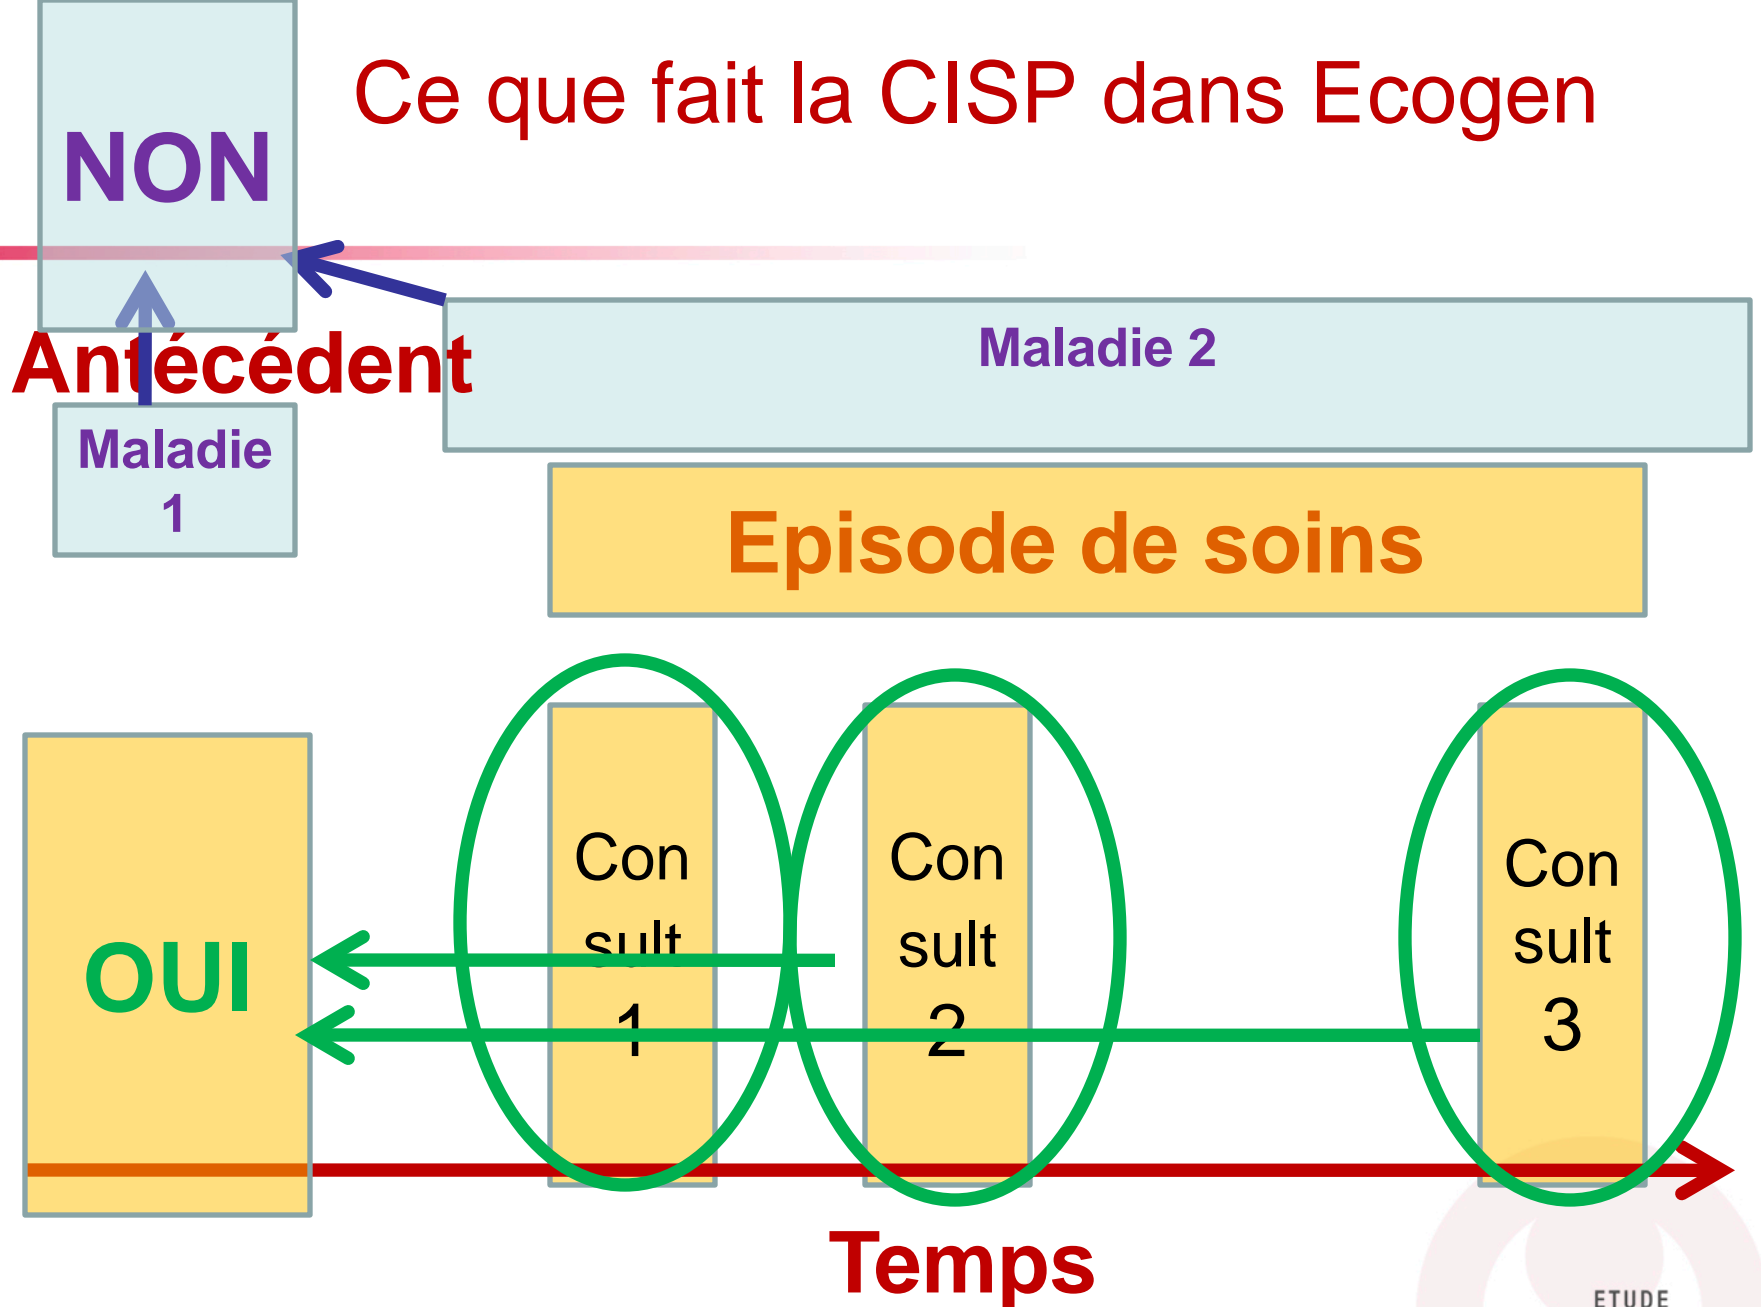 Ce que fait la CISP dans Ecogen
NON
Antécédent
Maladie 2
Maladie
1
Episode de soins
Con
sult
1
Con
sult
2
Con
sult
3
OUI
Temps
ETUDE